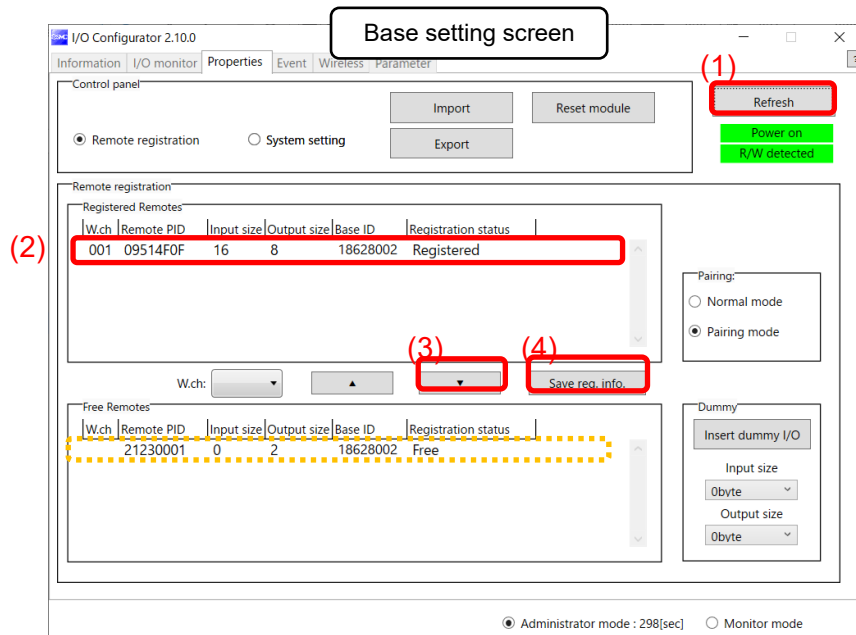 Base setting screen
I/O Configurator 2.10.0
Information I/O monitor Properties Event Wireless Parameter
(1)
?
Control panel
Import Reset module Refresh
Remote registration System setting Export
Power on
R/W detected
Remote registration
Registered Remotes
W.ch Remote PID Input size Output size Base ID Registration status
(2)
001 09514F0F 16 8 18628002 Registered
Pairing:
Normal mode
Pairing mode
(3) (4)
W.ch: ▼ ▲ ▼ Save reg. info.
Free Remotes
W.ch Remote PID Input size Output size Base ID Registration status
21230001 0 2 18628002 Free
Dummy
Insert dummy I/O
Input size
0byte
Output size
0byte
Administrator mode : 298[sec] Monitor mode